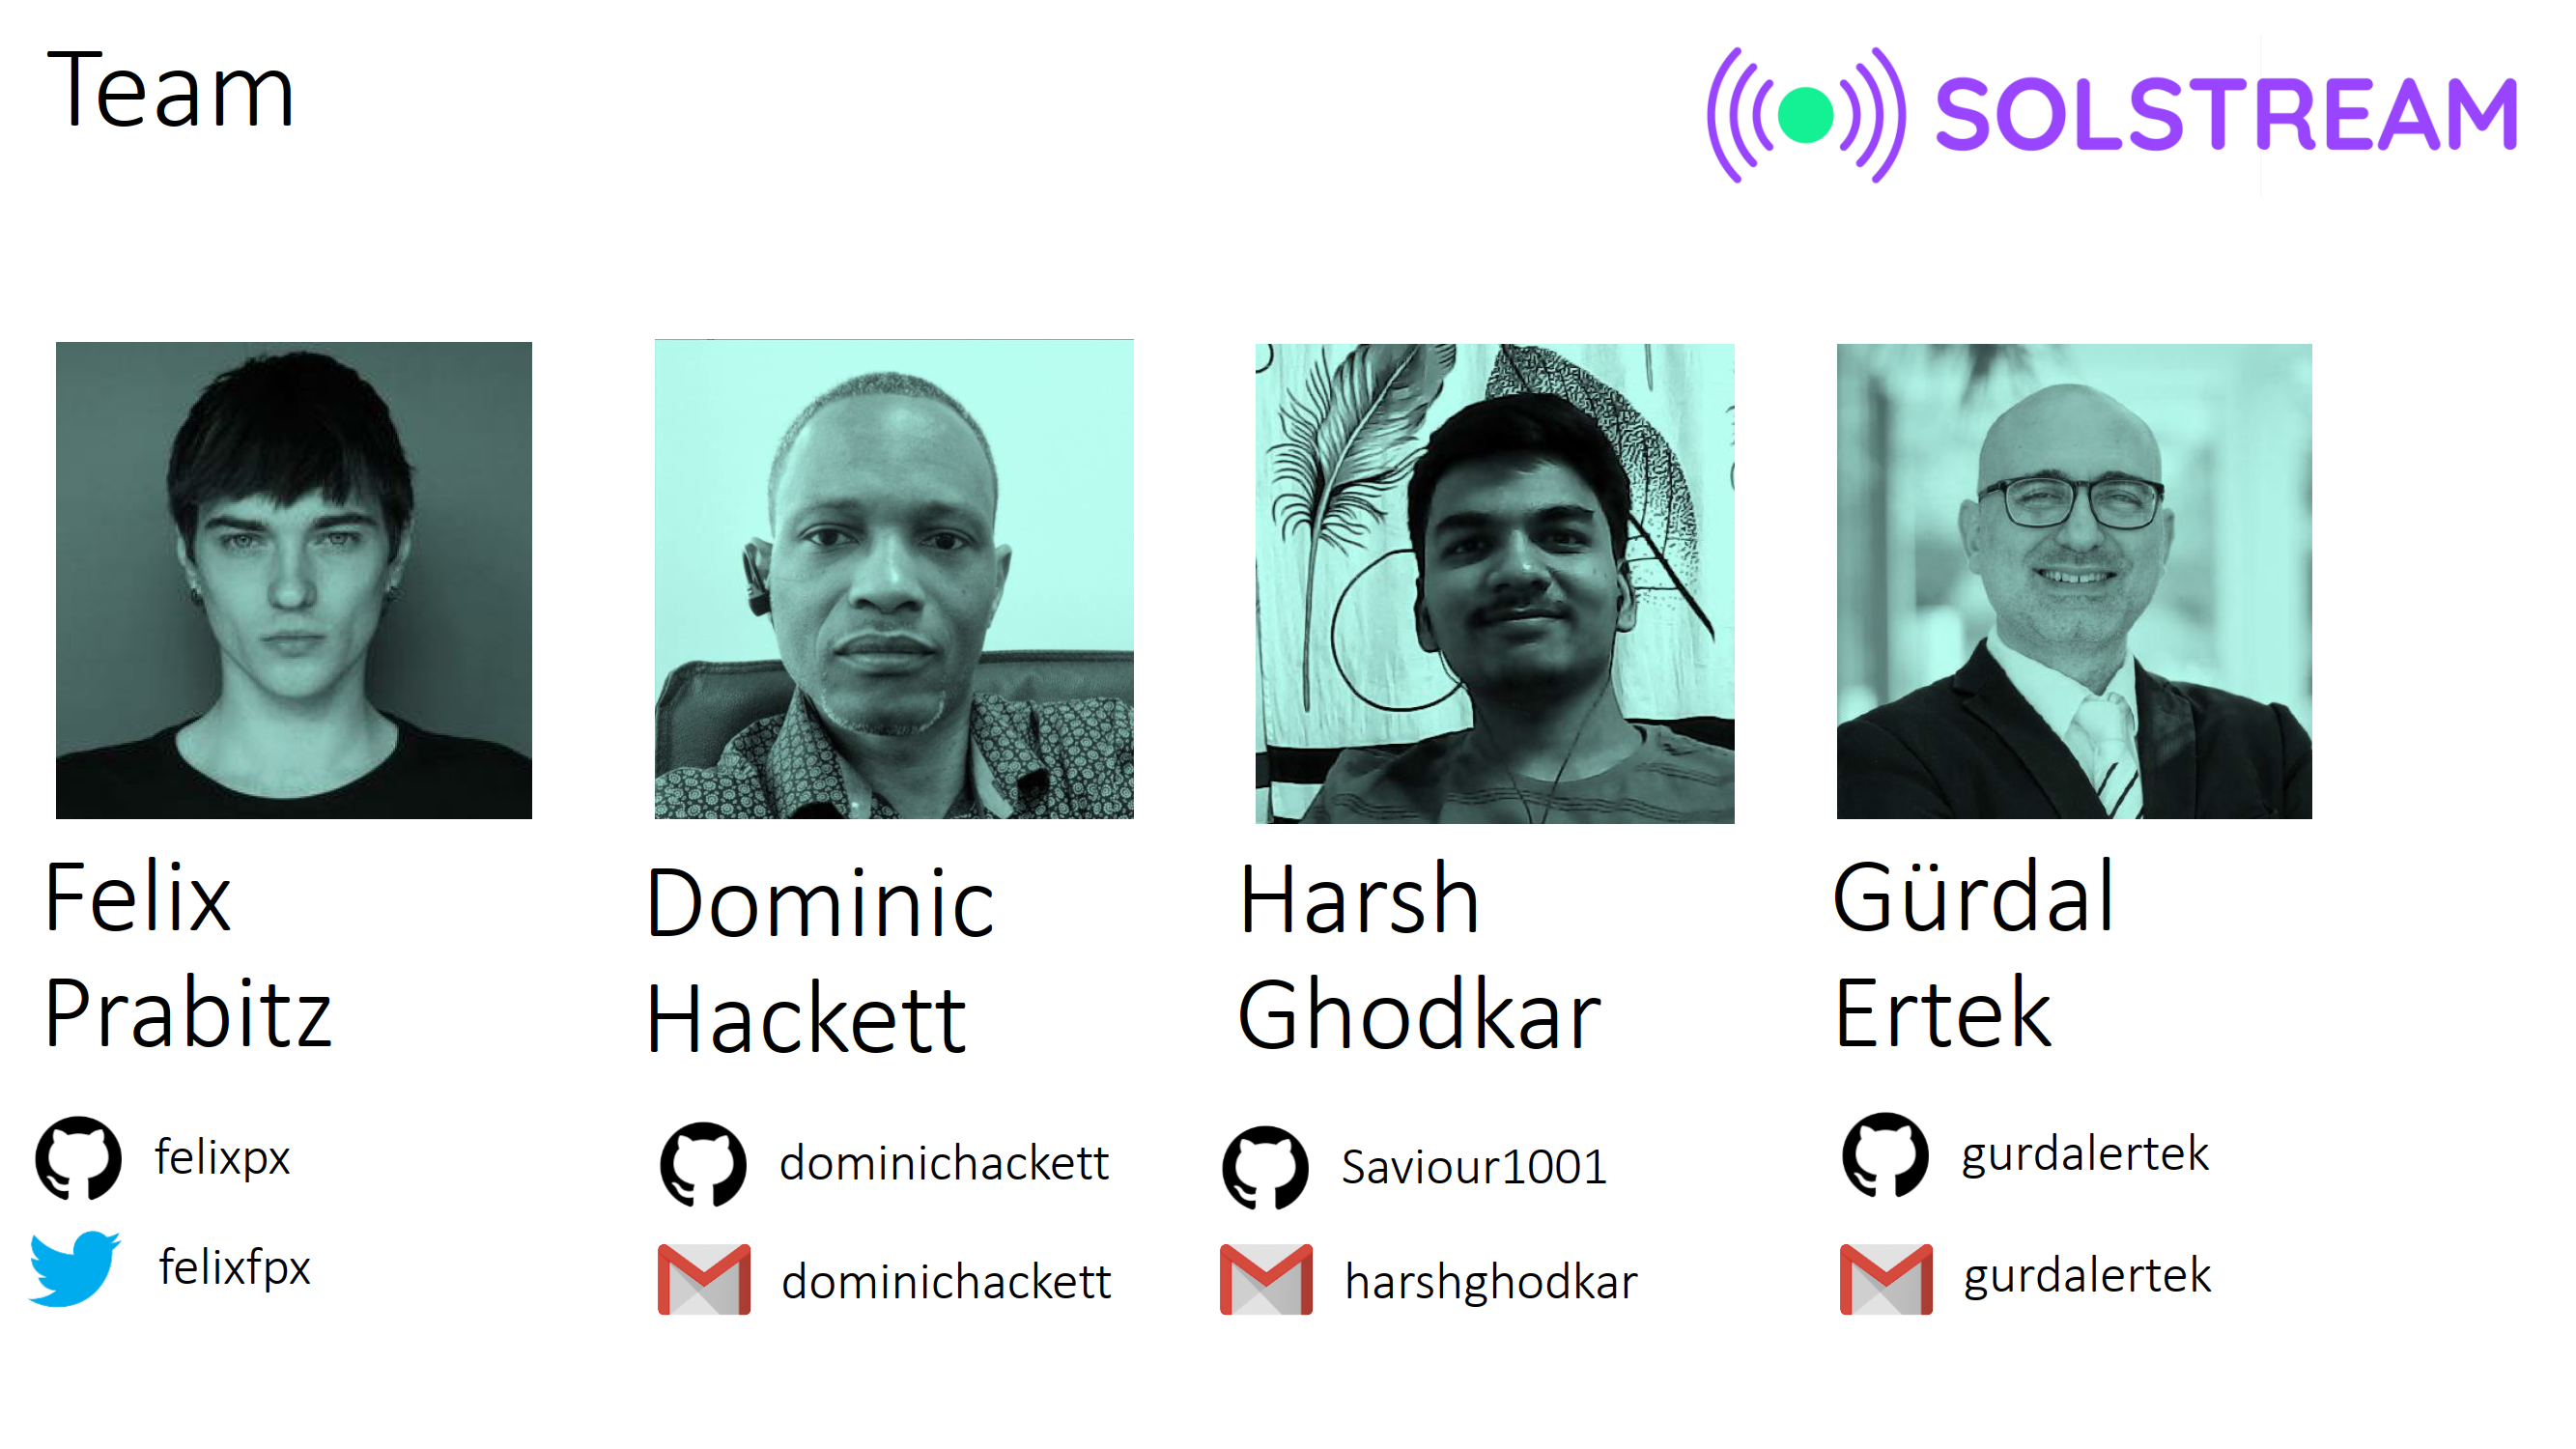 Team
SOLSTREAM
Felix
Prabitz
felixpx
felixfpx
Dominic
Hackett
dominichackett
dominichackett
Harsh
Ghodkar
Saviour1001
harshghodkar
Gürdal
Ertek
gurdalertek
gurdalertek